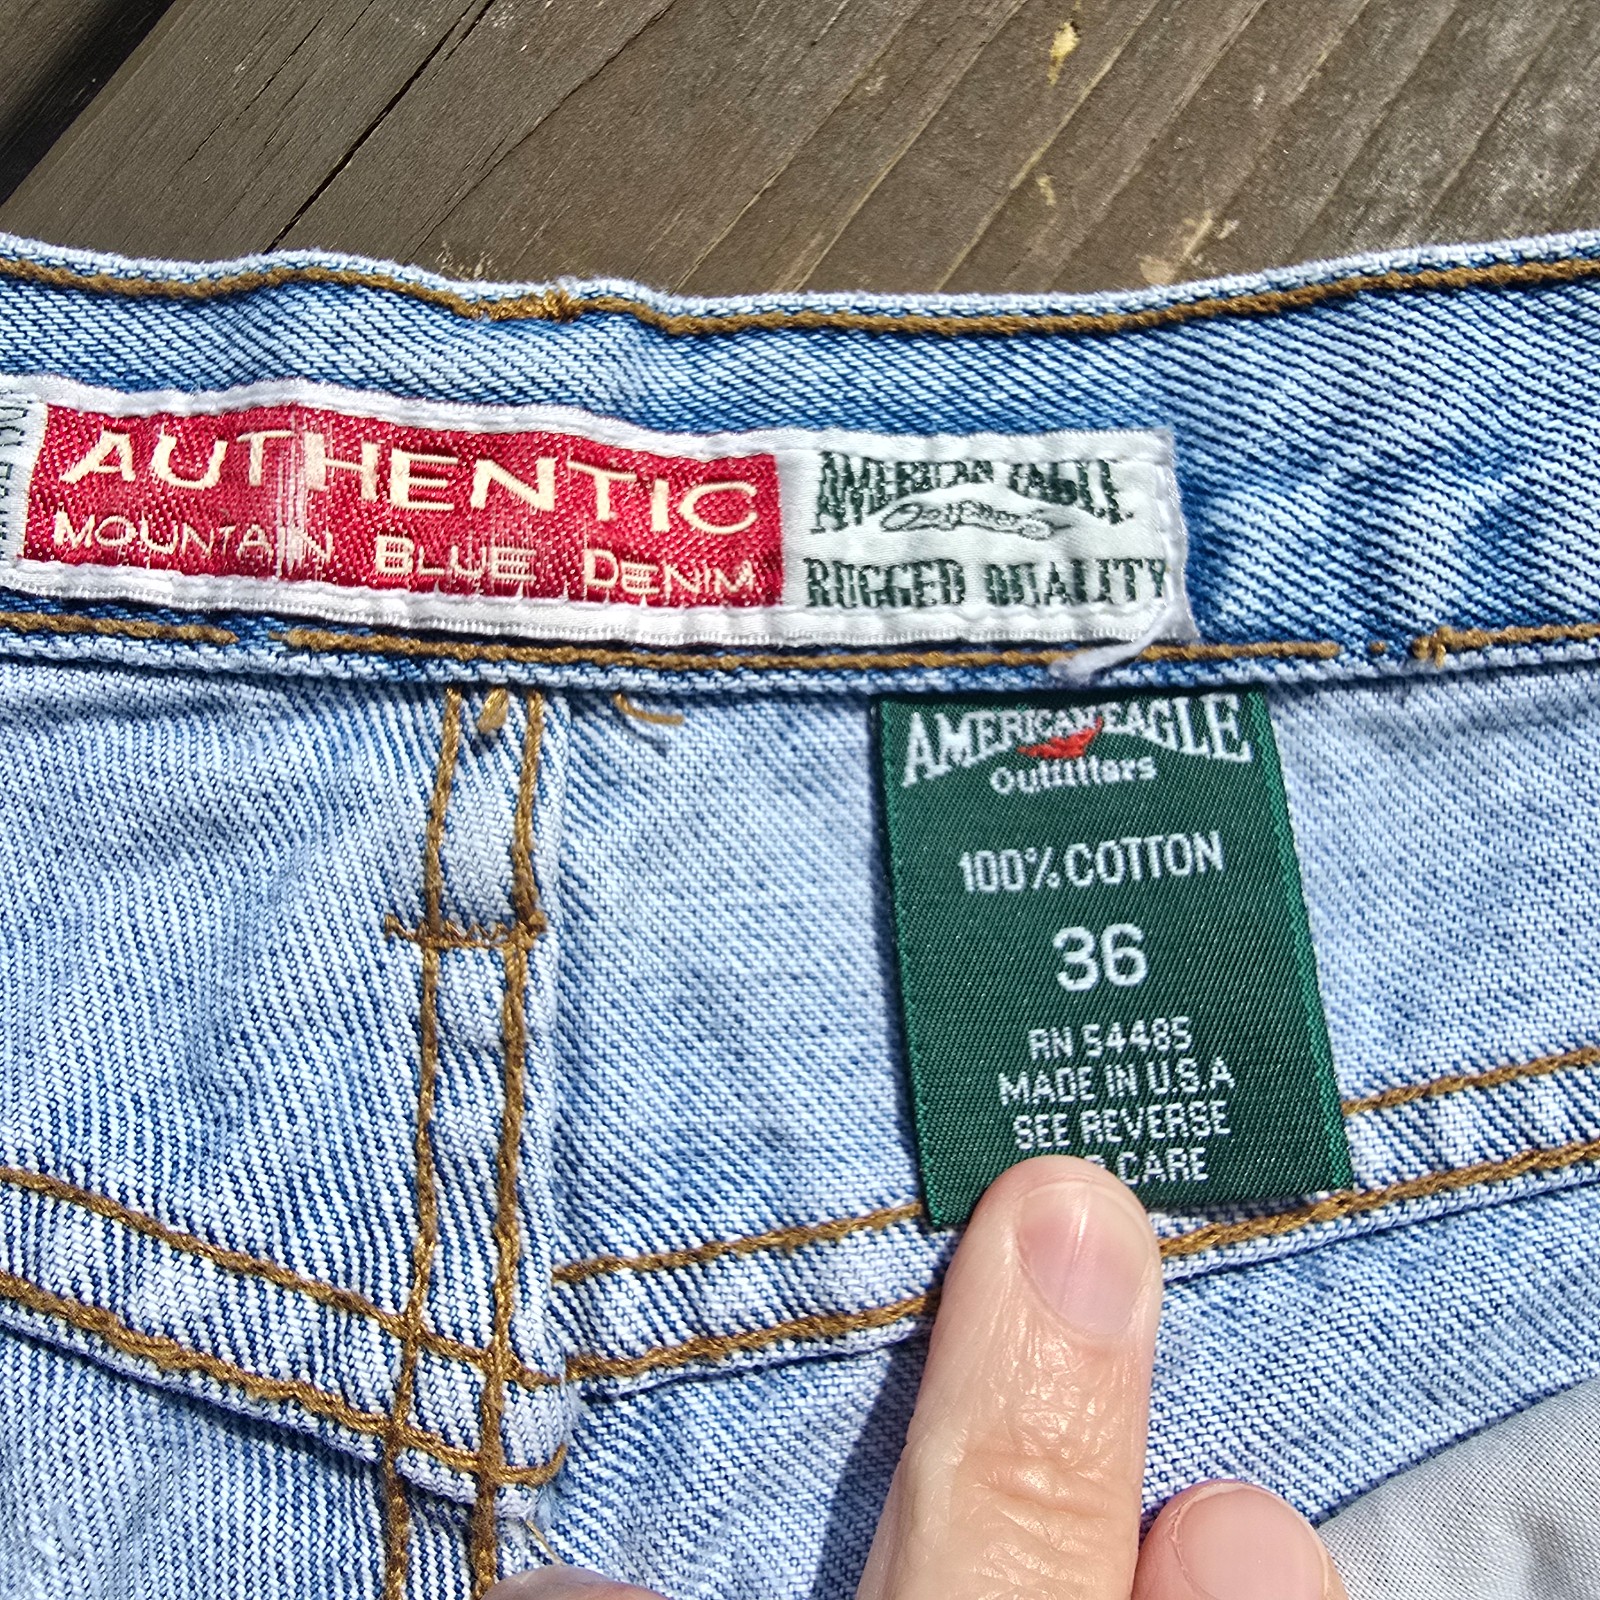 AUTHENTIC
MOUNTAIN BLUE DENIM
AMERICAN EAGLE
Outfitters
RUGGED QUALITY
AMERICAN EAGLE
Outfitters
100% COTTON
36
RN 54485
MADE IN U.S.A
SEE REVERSE
CARE